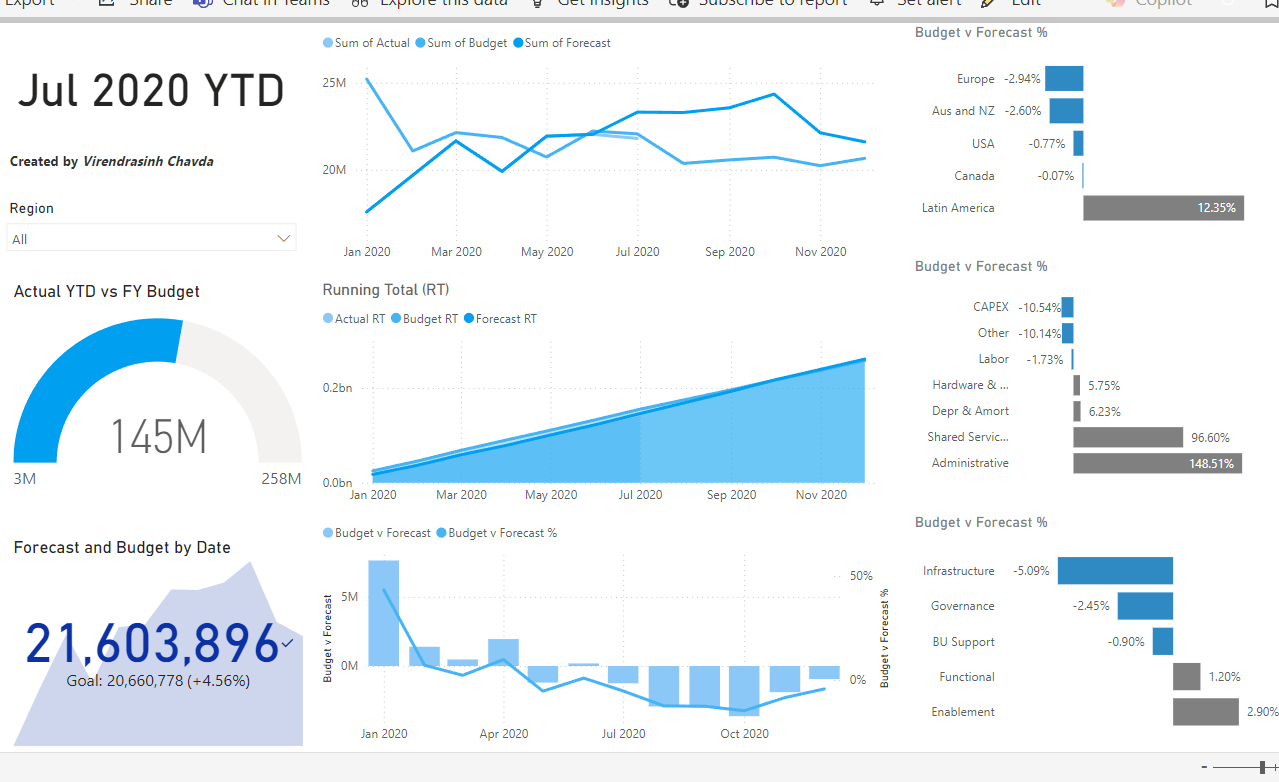 Export Share Chat in Teams Explore this data Get insights Subscribe to report Set alert Edit Copilot
Jul 2020 YTD
Created by Virendrasinh Chavda
Region
All
Actual YTD vs FY Budget
145M
3M 258M
Forecast and Budget by Date
21,603,896
Goal: 20,660,778 (+4.56%)
Sum of Actual Sum of Budget Sum of Forecast
25M
20M
Jan 2020 Mar 2020 May 2020 Jul 2020 Sep 2020 Nov 2020
Running Total (RT)
Actual RT Budget RT Forecast RT
0.2bn
0.0bn
Jan 2020 Mar 2020 May 2020 Jul 2020 Sep 2020 Nov 2020
Budget v Forecast Budget v Forecast %
Budget v Forecast
5M
0M
50%
0%
Budget v Forecast %
Jan 2020 Apr 2020 Jul 2020 Oct 2020
Budget v Forecast %
Europe -2.94%
Aus and NZ -2.60%
USA -0.77%
Canada -0.07%
Latin America 12.35%
Budget v Forecast %
CAPEX -10.54%
Other -10.14%
Labor -1.73%
Hardware & ... 5.75%
Depr & Amort 6.23%
Shared Servic... 96.60%
Administrative 148.51%
Budget v Forecast %
Infrastructure -5.09%
Governance -2.45%
BU Support -0.90%
Functional 1.20%
Enablement 2.90%